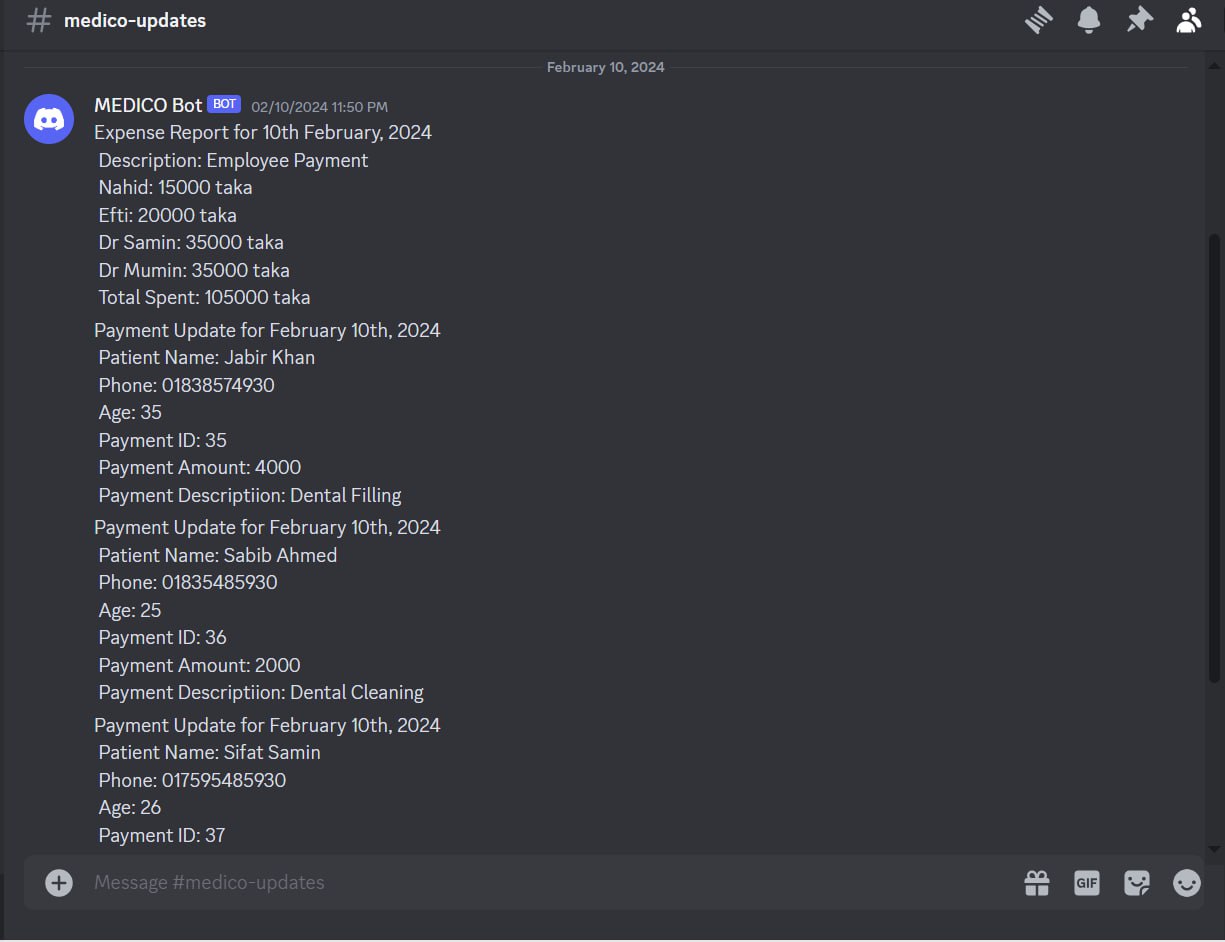 medico-updates
February 10, 2024
MEDICO Bot BOT 02/10/2024 11:50 PM
Expense Report for 10th February, 2024
Description: Employee Payment
Nahid: 15000 taka
Efti: 20000 taka
Dr Samin: 35000 taka
Dr Mumin: 35000 taka
Total Spent: 105000 taka
Payment Update for February 10th, 2024
Patient Name: Jabir Khan
Phone: 01838574930
Age: 35
Payment ID: 35
Payment Amount: 4000
Payment Descriptiion: Dental Filling
Payment Update for February 10th, 2024
Patient Name: Sabib Ahmed
Phone: 01835485930
Age: 25
Payment ID: 36
Payment Amount: 2000
Payment Descriptiion: Dental Cleaning
Payment Update for February 10th, 2024
Patient Name: Sifat Samin
Phone: 017595485930
Age: 26
Payment ID: 37
Message #medico-updates
GIF